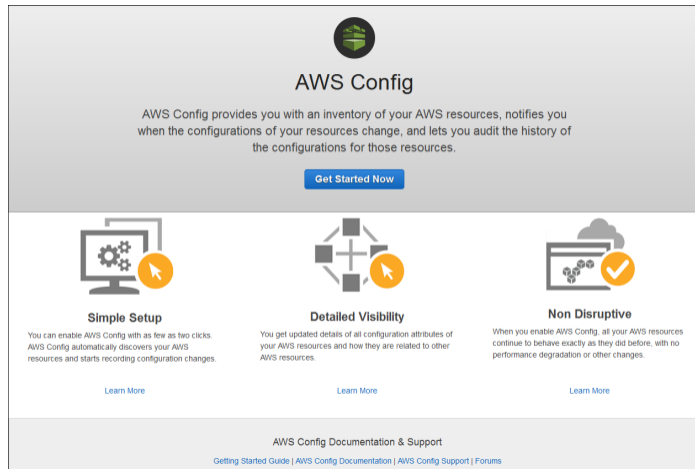 AWS Config
AWS Config provides you with an inventory of your AWS resources, notifies you
when the configurations of your resources change, and lets you audit the history of
the configurations for those resources.
Get Started Now
Simple Setup
You can enable AWS Config with as few as two clicks.
AWS Config automatically discovers your AWS
resources and starts recording configuration changes.
Learn More
Detailed Visibility
You get updated details of all configuration attributes of
your AWS resources and how they are related to other
AWS resources.
Learn More
Non Disruptive
When you enable AWS Config, all your AWS resources
continue to behave exactly as they did before, with no
performance degradation or other changes.
Learn More
AWS Config Documentation & Support
Getting Started Guide | AWS Config Documentation | AWS Config Support | Forums